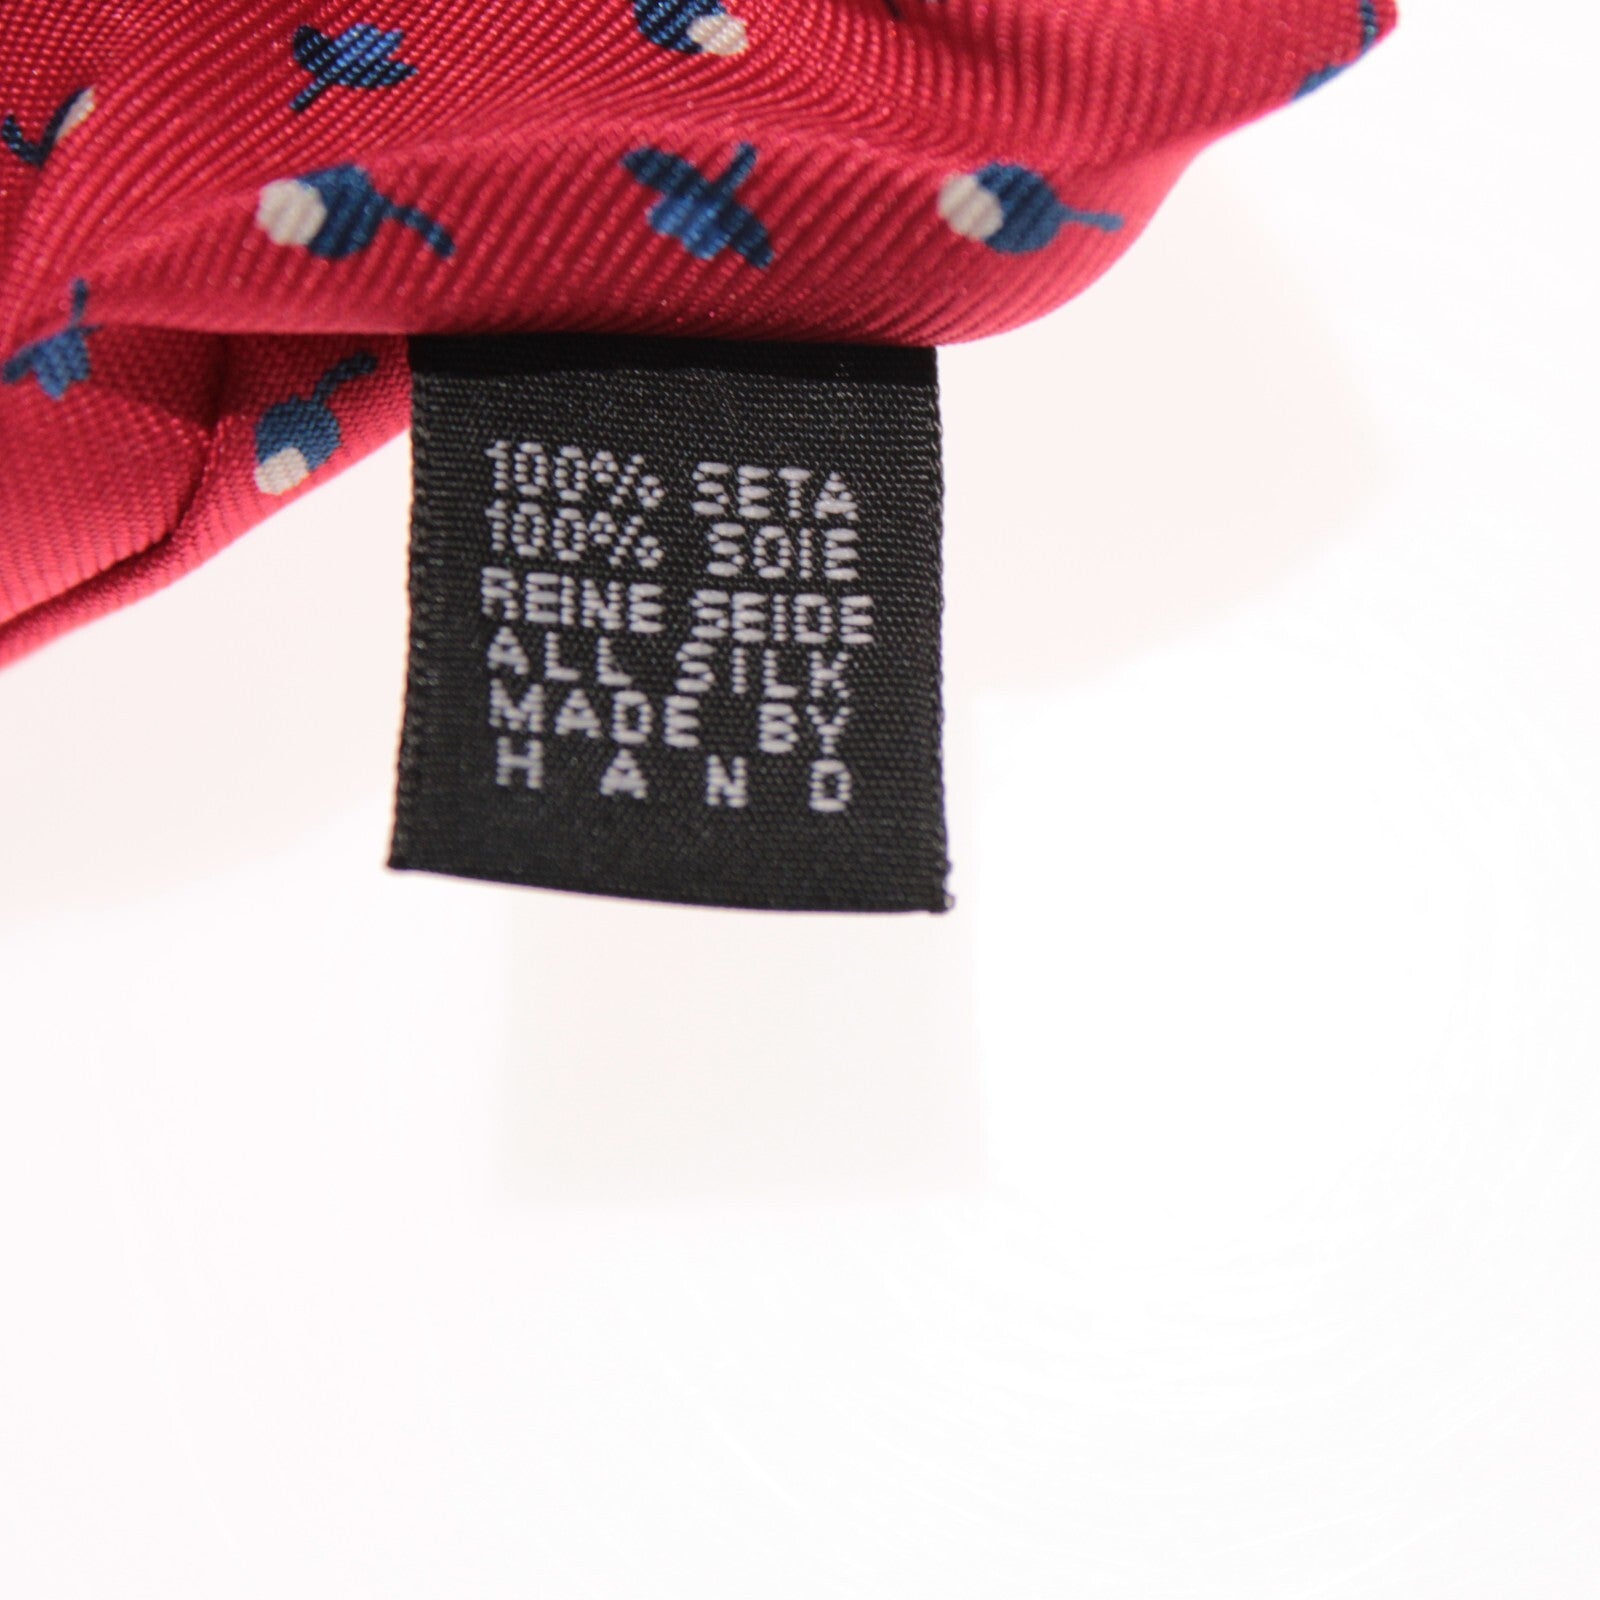 100% SETA
100% SOIE
REINE SEIDE
ALL SILK
MADE BY
HAND